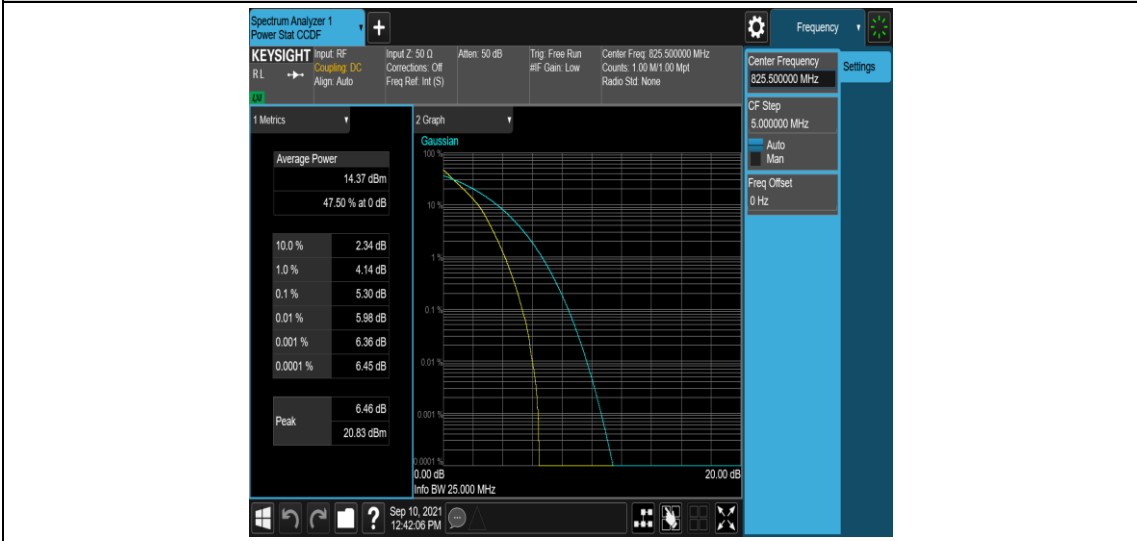 Spectrum Analyzer 1
Power Stat CCDF
+
Frequency
KEYSIGHT
RL
LW
Input: RF
Coupling: DC
Align: Auto
Input Z: 50 Ω
Corrections: Off
Freq Ref: Int (S)
Atten: 50 dB
Trig: Free Run
#IF Gain: Low
Center Freq: 825.500000 MHz
Counts: 1.00 M/1.00 Mpt
Radio Std: None
Center Frequency
825.500000 MHz
Settings
CF Step
5.000000 MHz
Auto
Man
Freq Offset
0 Hz
1 Metrics
Average Power
14.37 dBm
47.50 % at 0 dB
10.0 % 2.34 dB
1.0 % 4.14 dB
0.1 % 5.30 dB
0.01 % 5.98 dB
0.001 % 6.36 dB
0.0001 % 6.45 dB
Peak
6.46 dB
20.83 dBm
2 Graph
Gaussian
100 %
10 %
1 %
0.1 %
0.01 %
0.001 %
0.0001 %
0.00 dB 20.00 dB
Info BW 25.000 MHz
?
Sep 10, 2021
12:42:06 PM